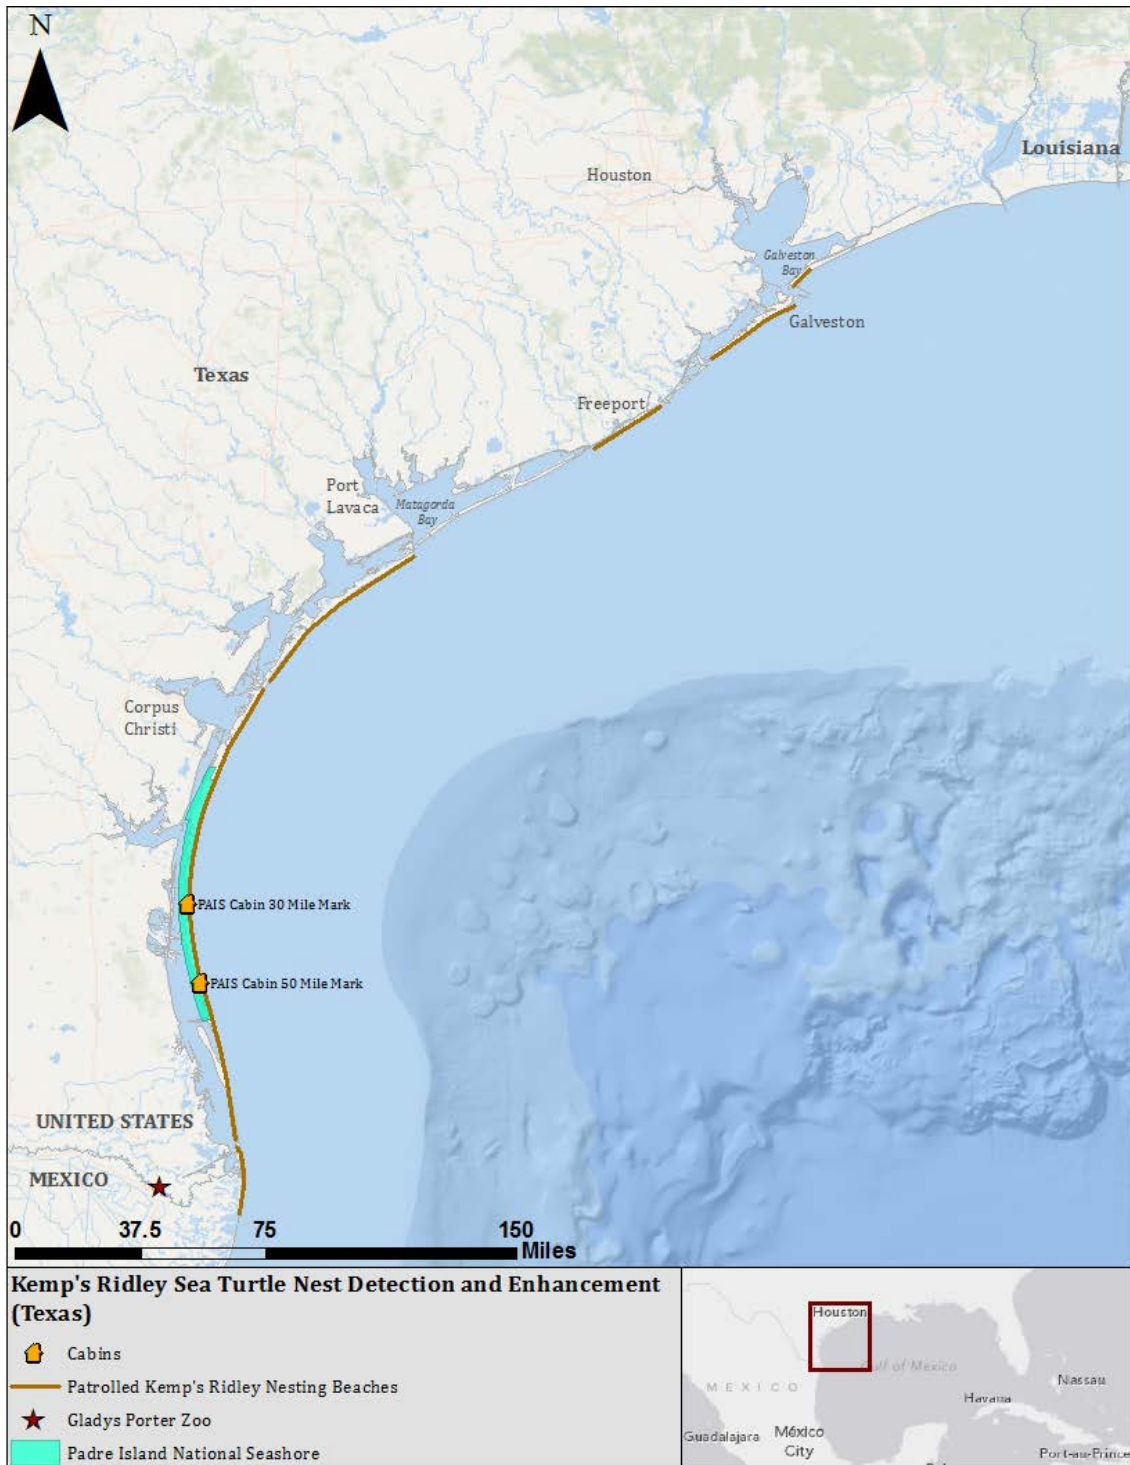 N
Louisiana
Houston
Galveston
Bay
Galveston
Texas
Freeport
Port
Lavaca
Matagorda
Bay
Corpus
Christi
PAIS Cabin 30 Mile Mark
PAIS Cabin 50 Mile Mark
UNITED STATES
MEXICO
0 37.5 75 150
Miles
Kemp's Ridley Sea Turtle Nest Detection and Enhancement
(Texas)
Cabins
Patrolled Kemp's Ridley Nesting Beaches
Gladys Porter Zoo
Padre Island National Seashore
Houston
Gulf of Mexico
MEXICO
Nassau
Havana
Guadalajara
México
City
Port-au-Prince